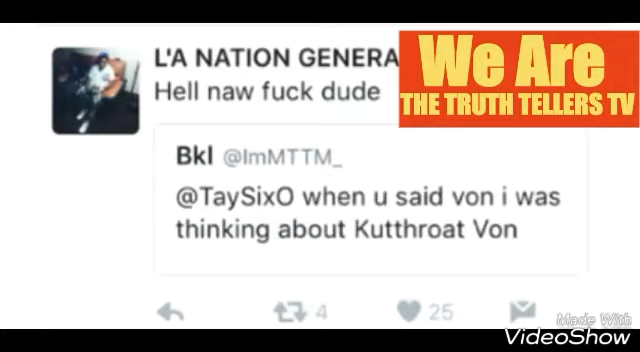 L'A NATION GENERA
We Are
THE TRUTH TELLERS TV
Hell naw fuck dude
Bkl @ImMTTM_
@TaySixO when u said von i was
thinking about Kutthroat Von
4
25
Made With
VideoShow